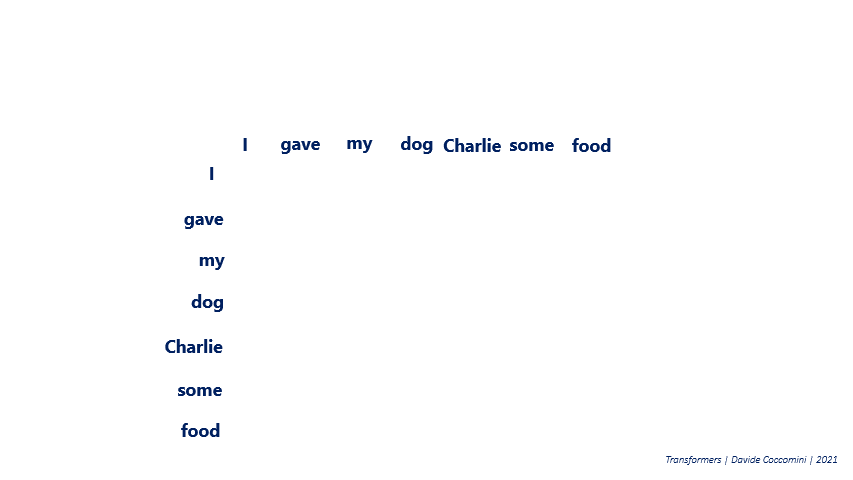 I gave my dog Charlie some food
I
gave
my
dog
Charlie
some
food
Transformers | Davide Coccomini | 2021